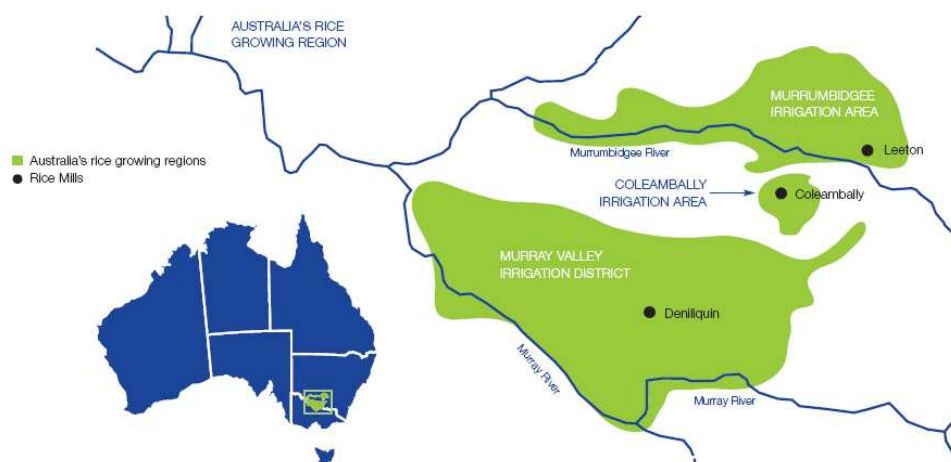 AUSTRALIA'S RICE
GROWING REGION
MURRUMBIDGEE
IRRIGATION AREA
Murrumbidgee River
Leeton
Australia's rice growing regions
Rice Mills
COLEAMBALLY
IRRIGATION AREA
Coleambally
MURRAY VALLEY
IRRIGATION DISTRICT
Deniliquin
Murray River
Murray River